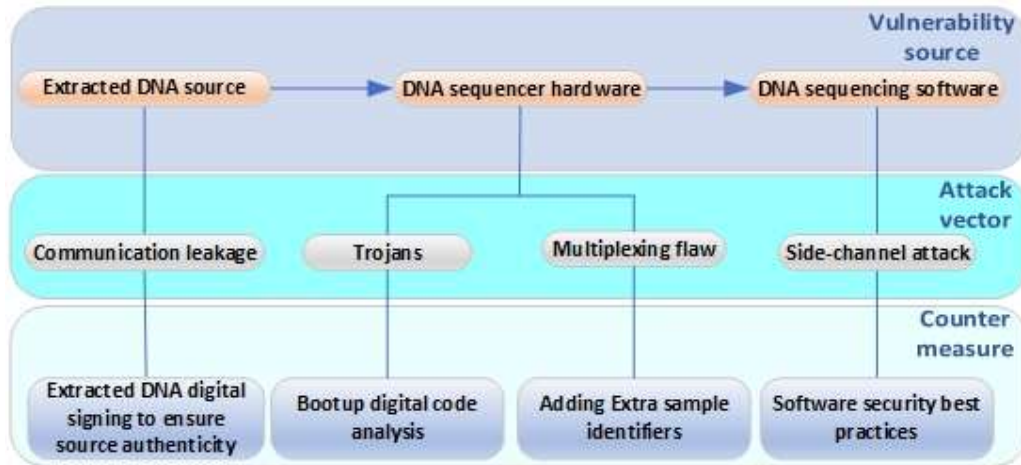 Vulnerability
source
Extracted DNA source
DNA sequencer hardware
DNA sequencing software
Attack
vector
Communication leakage
Trojans
Multiplexing flaw
Side-channel attack
Counter
measure
Extracted DNA digital
signing to ensure
source authenticity
Bootup digital code
analysis
Adding Extra sample
identifiers
Software security best
practices